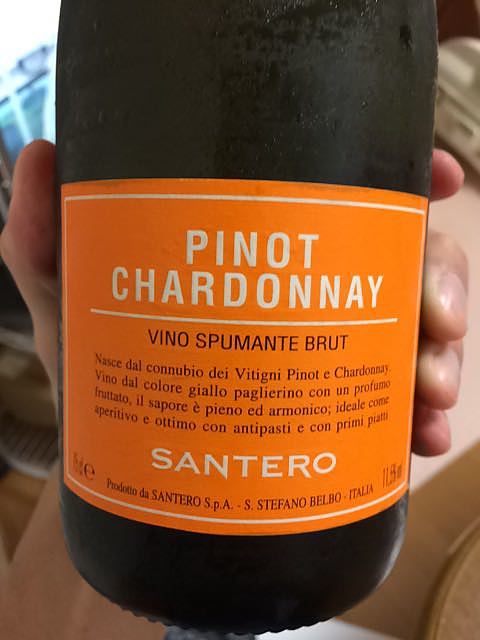 PINOT
CHARDONNAY
VINO SPUMANTE BRUT
Nasce dal connubio dei Vitigni Pinot e Chardonnay.
Vino dal colore giallo paglierino con un profumo
fruttato, il sapore è pieno ed armonico; ideale come
aperitivo e ottimo con antipasti e con primi piatti
SANTERO
℮
Prodotto da SANTERO S.p.A. - S. STEFANO BELBO - ITALIA